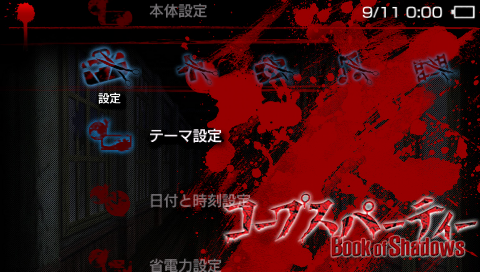 本体設定
9/11 0:00
設定
テーマ設定
日付と時刻設定
コープスパーティー
Book of Shadows
省電力設定